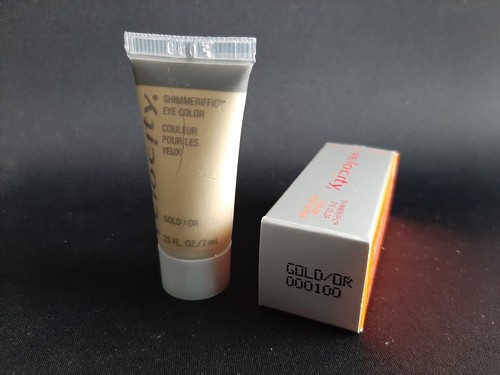 velocity®
SHIMMERIFFIC™
EYE COLOR
COULEUR
POUR LES
YEUX
GOLD/OR
.25 FL. OZ./7 mL
velocity.
GOLD/OR
000100